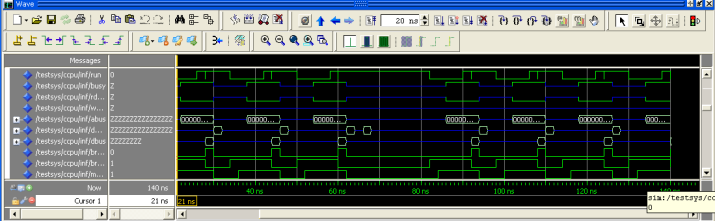 Wave
20 ns
Messages
/testsys/ccpu/inf/run 0
/testsys/ccpu/inf/busy Z
/testsys/ccpu/inf/rd... Z
/testsys/ccpu/inf/w... Z
/testsys/ccpu/inf/abus ZZZZZZZZZZZZZZZZ 00000... 00000... 00000... 00000... 00000... 00000...
/testsys/ccpu/inf/d... ZZZZZZZZZZZZZZZZ
/testsys/ccpu/inf/dbus ZZZZZZZZ
/testsys/ccpu/inf/br... 0
/testsys/ccpu/inf/br... 1
/testsys/ccpu/inf/m... 1
Now 140 ns 40 ns 60 ns 80 ns 100 ns 120 ns
Cursor 1 21 ns 21 ns
sim:/testsys/cc
0